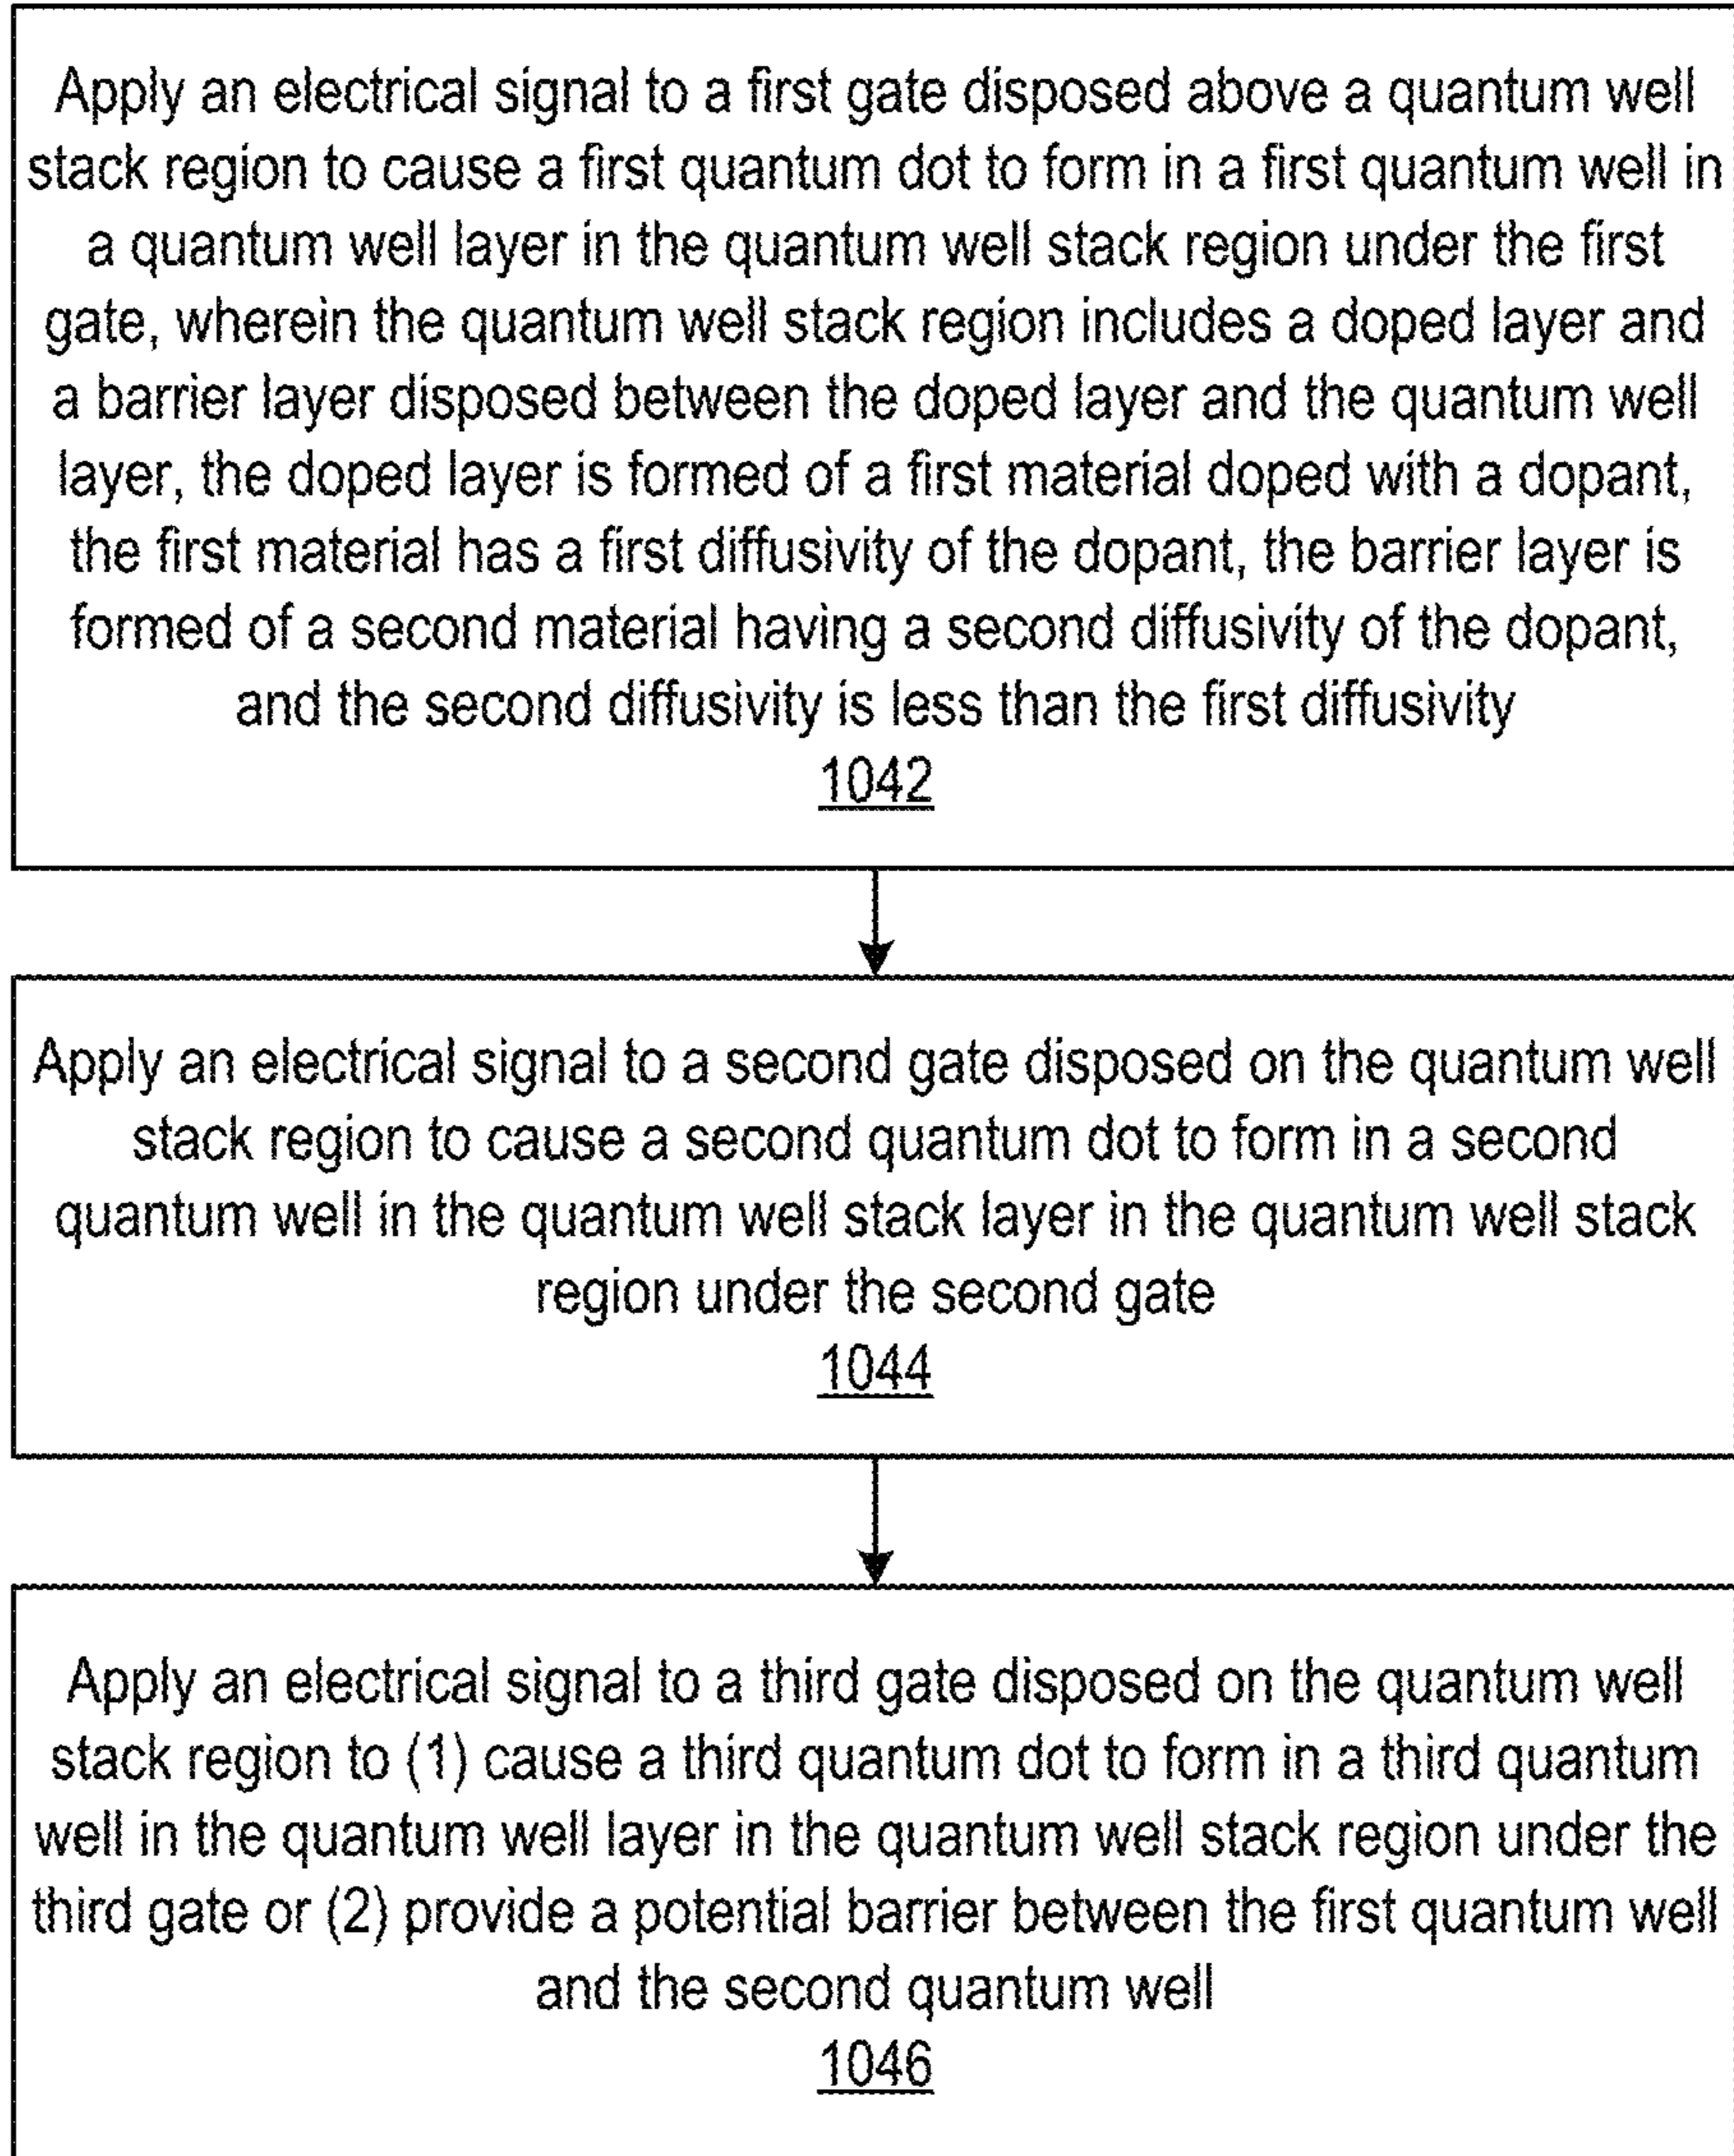 Apply an electrical signal to a first gate disposed above a quantum well
stack region to cause a first quantum dot to form in a first quantum well in
a quantum well layer in the quantum well stack region under the first
gate, wherein the quantum well stack region includes a doped layer and
a barrier layer disposed between the doped layer and the quantum well
layer, the doped layer is formed of a first material doped with a dopant,
the first material has a first diffusivity of the dopant, the barrier layer is
formed of a second material having a second diffusivity of the dopant,
and the second diffusivity is less than the first diffusivity
1042
Apply an electrical signal to a second gate disposed on the quantum well
stack region to cause a second quantum dot to form in a second
quantum well in the quantum well stack layer in the quantum well stack
region under the second gate
1044
Apply an electrical signal to a third gate disposed on the quantum well
stack region to (1) cause a third quantum dot to form in a third quantum
well in the quantum well layer in the quantum well stack region under the
third gate or (2) provide a potential barrier between the first quantum well
and the second quantum well
1046